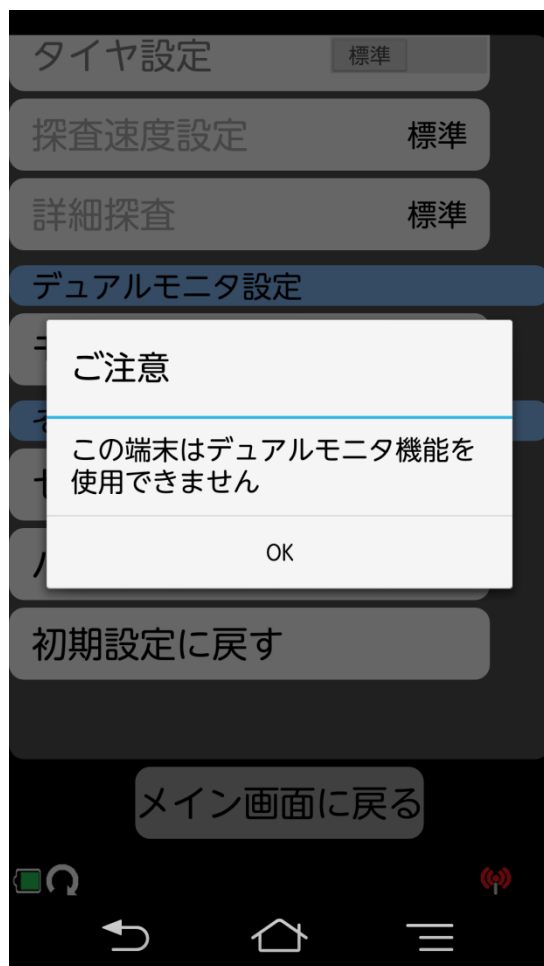 タイヤ設定 標準
探査速度設定 標準
詳細探査 標準
デュアルモニタ設定
ご注意
この端末はデュアルモニタ機能を
使用できません
OK
初期設定に戻す
メイン画面に戻る